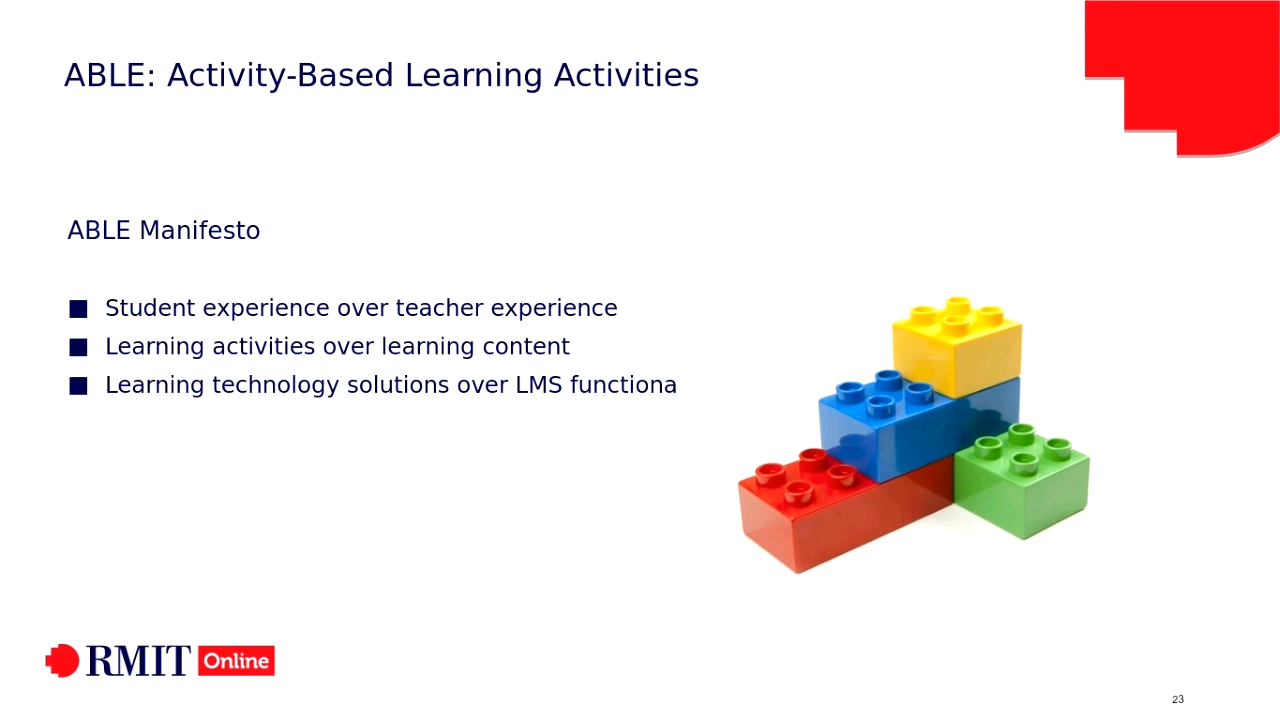 ABLE: Activity-Based Learning Activities
ABLE Manifesto
■ Student experience over teacher experience
■ Learning activities over learning content
■ Learning technology solutions over LMS functiona
RMIT Online
23